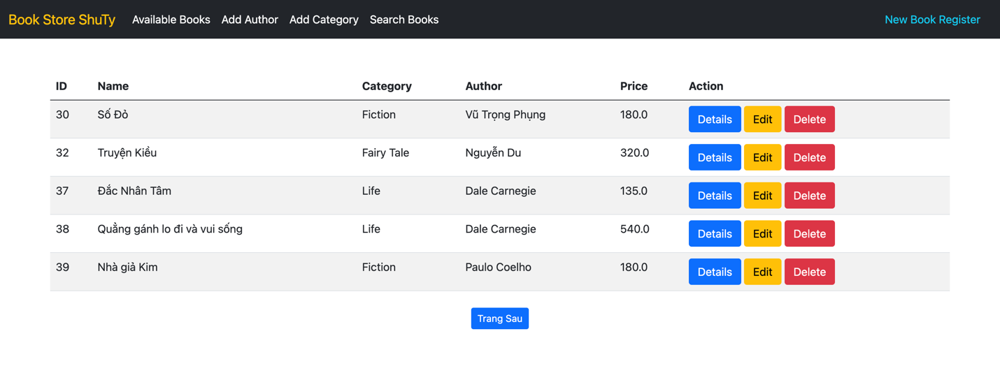 Book Store ShuTy Available Books Add Author Add Category Search Books New Book Register
ID Name Category Author Price Action
30 Số Đỏ Fiction Vũ Trọng Phụng 180.0 Details Edit Delete
32 Truyện Kiều Fairy Tale Nguyễn Du 320.0 Details Edit Delete
37 Đắc Nhân Tâm Life Dale Carnegie 135.0 Details Edit Delete
38 Quẳng gánh lo đi và vui sống Life Dale Carnegie 540.0 Details Edit Delete
39 Nhà giả Kim Fiction Paulo Coelho 180.0 Details Edit Delete
Trang Sau